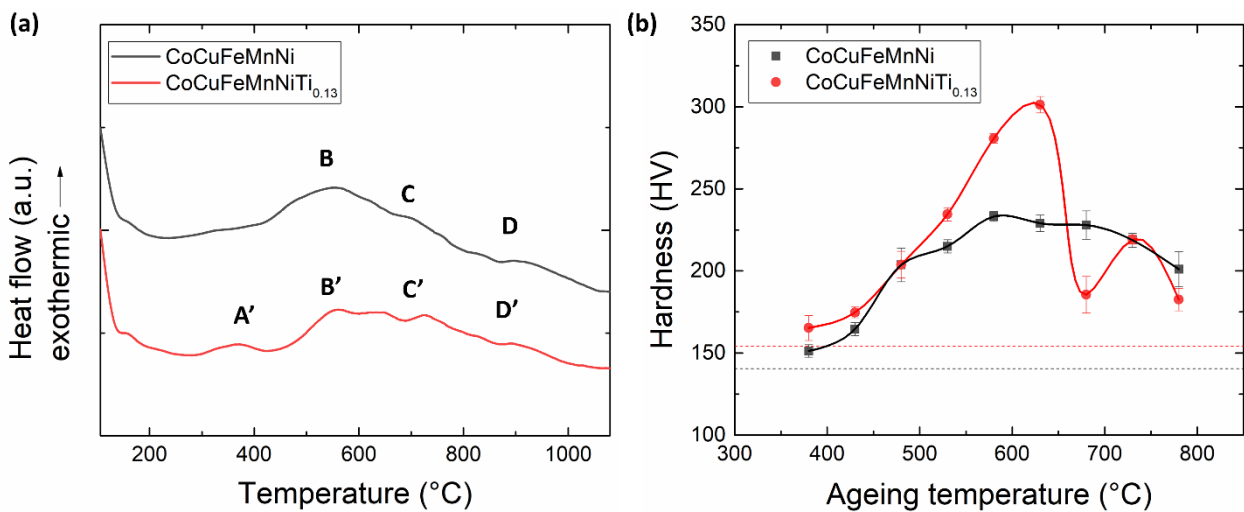 (a)
CoCuFeMnNi
CoCuFeMnNiTi0.13
B
C
D
A’
B’
C’
D’
Heat flow (a.u.)
exothermic →
200
400
600
800
1000
Temperature (°C)
(b)
CoCuFeMnNi
CoCuFeMnNiTi0.13
Hardness (HV)
350
300
250
200
150
100
300
400
500
600
700
800
Ageing temperature (°C)